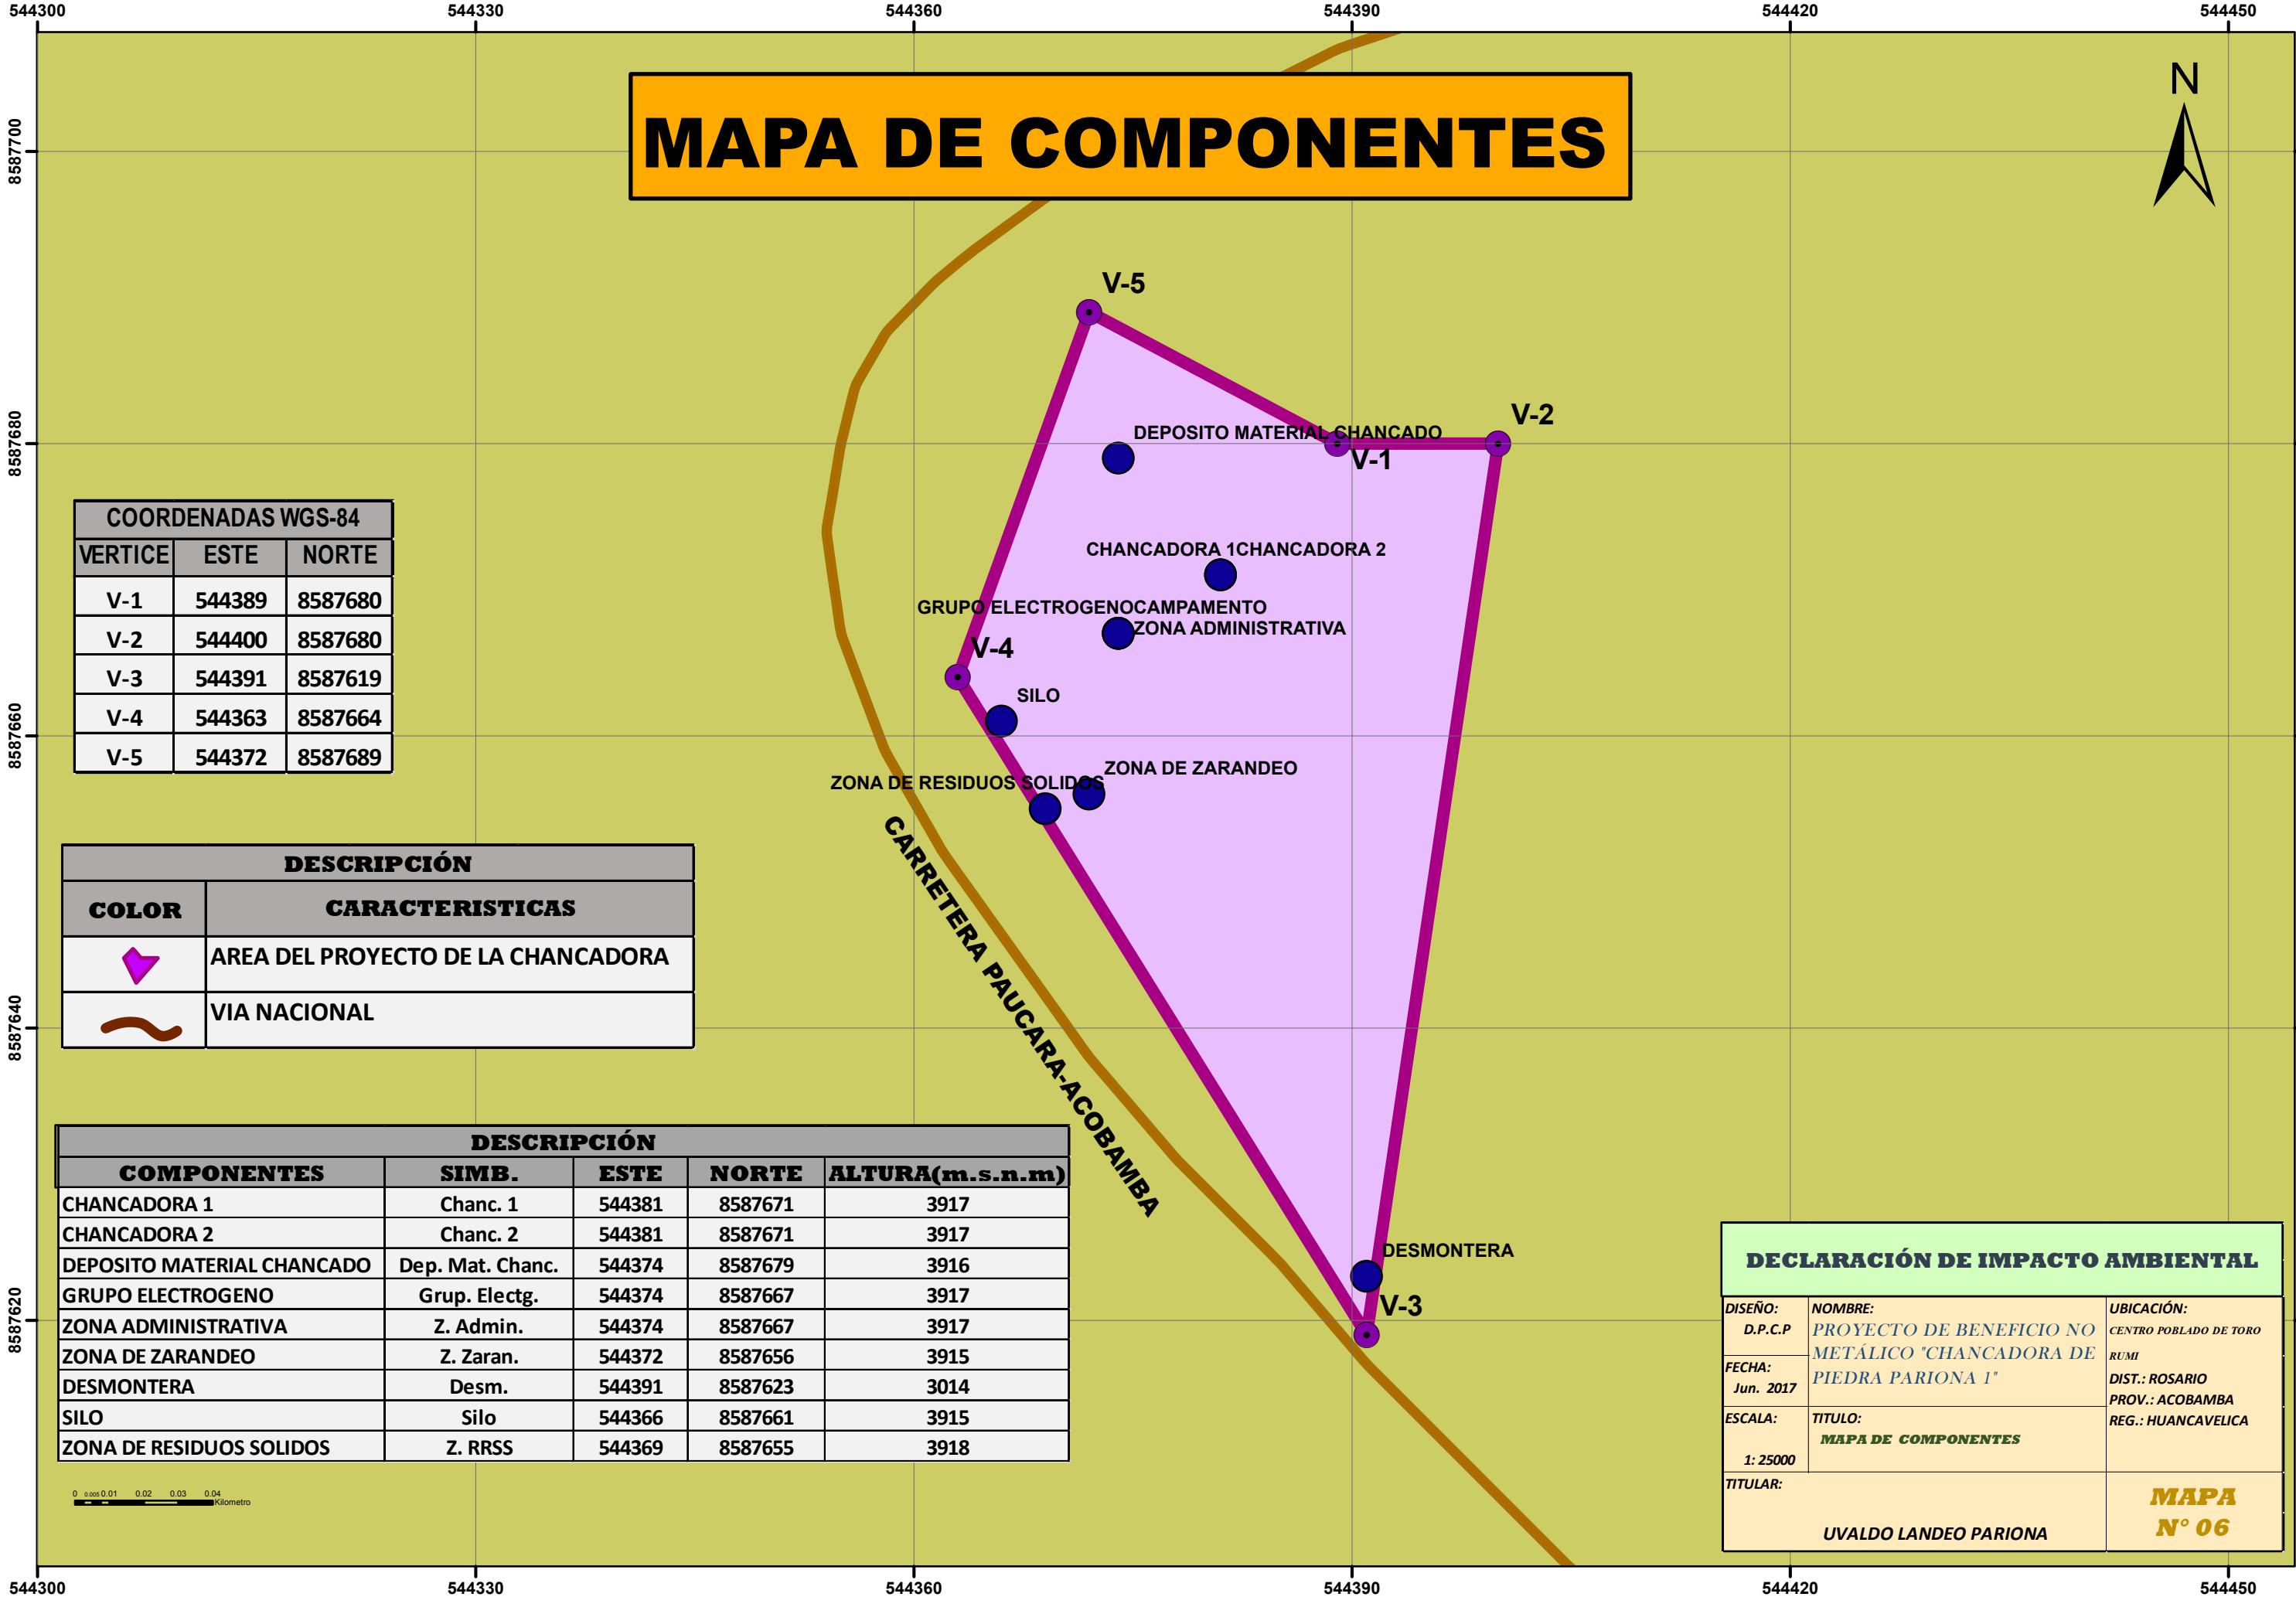 544300 544330 544360 544390 544420 544450
MAPA DE COMPONENTES
N
8587700
8587680
8587660
8587640
8587620
V-5
V-2
DEPOSITO MATERIAL CHANCADO
V-1
CHANCADORA 1CHANCADORA 2
GRUPO ELECTROGENOCAMPAMENTO
ZONA ADMINISTRATIVA
V-4
SILO
ZONA DE ZARANDEO
ZONA DE RESIDUOS SOLIDOS
CARRETERA PAUCARA-ACOBAMBA
DESMONTERA
V-3
COORDENADAS WGS-84
VERTICE ESTE NORTE
V-1 544389 8587680
V-2 544400 8587680
V-3 544391 8587619
V-4 544363 8587664
V-5 544372 8587689
DESCRIPCIÓN
COLOR CARACTERISTICAS
AREA DEL PROYECTO DE LA CHANCADORA
VIA NACIONAL
DESCRIPCIÓN
COMPONENTES SIMB. ESTE NORTE ALTURA(m.s.n.m)
CHANCADORA 1 Chanc. 1 544381 8587671 3917
CHANCADORA 2 Chanc. 2 544381 8587671 3917
DEPOSITO MATERIAL CHANCADO Dep. Mat. Chanc. 544374 8587679 3916
GRUPO ELECTROGENO Grup. Electg. 544374 8587667 3917
ZONA ADMINISTRATIVA Z. Admin. 544374 8587667 3917
ZONA DE ZARANDEO Z. Zaran. 544372 8587656 3915
DESMONTERA Desm. 544391 8587623 3014
SILO Silo 544366 8587661 3915
ZONA DE RESIDUOS SOLIDOS Z. RRSS 544369 8587655 3918
0 0.005 0.01 0.02 0.03 0.04
Kilometro
DECLARACIÓN DE IMPACTO AMBIENTAL
DISEÑO:
D.P.C.P
FECHA:
Jun. 2017
ESCALA:
1: 25000
NOMBRE:
PROYECTO DE BENEFICIO NO
METÁLICO "CHANCADORA DE
PIEDRA PARIONA 1"
TITULO:
MAPA DE COMPONENTES
UBICACIÓN:
CENTRO POBLADO DE TORO
RUMI
DIST.: ROSARIO
PROV.: ACOBAMBA
REG.: HUANCAVELICA
TITULAR:
UVALDO LANDEO PARIONA
MAPA
N° 06
544300 544330 544360 544390 544420 544450